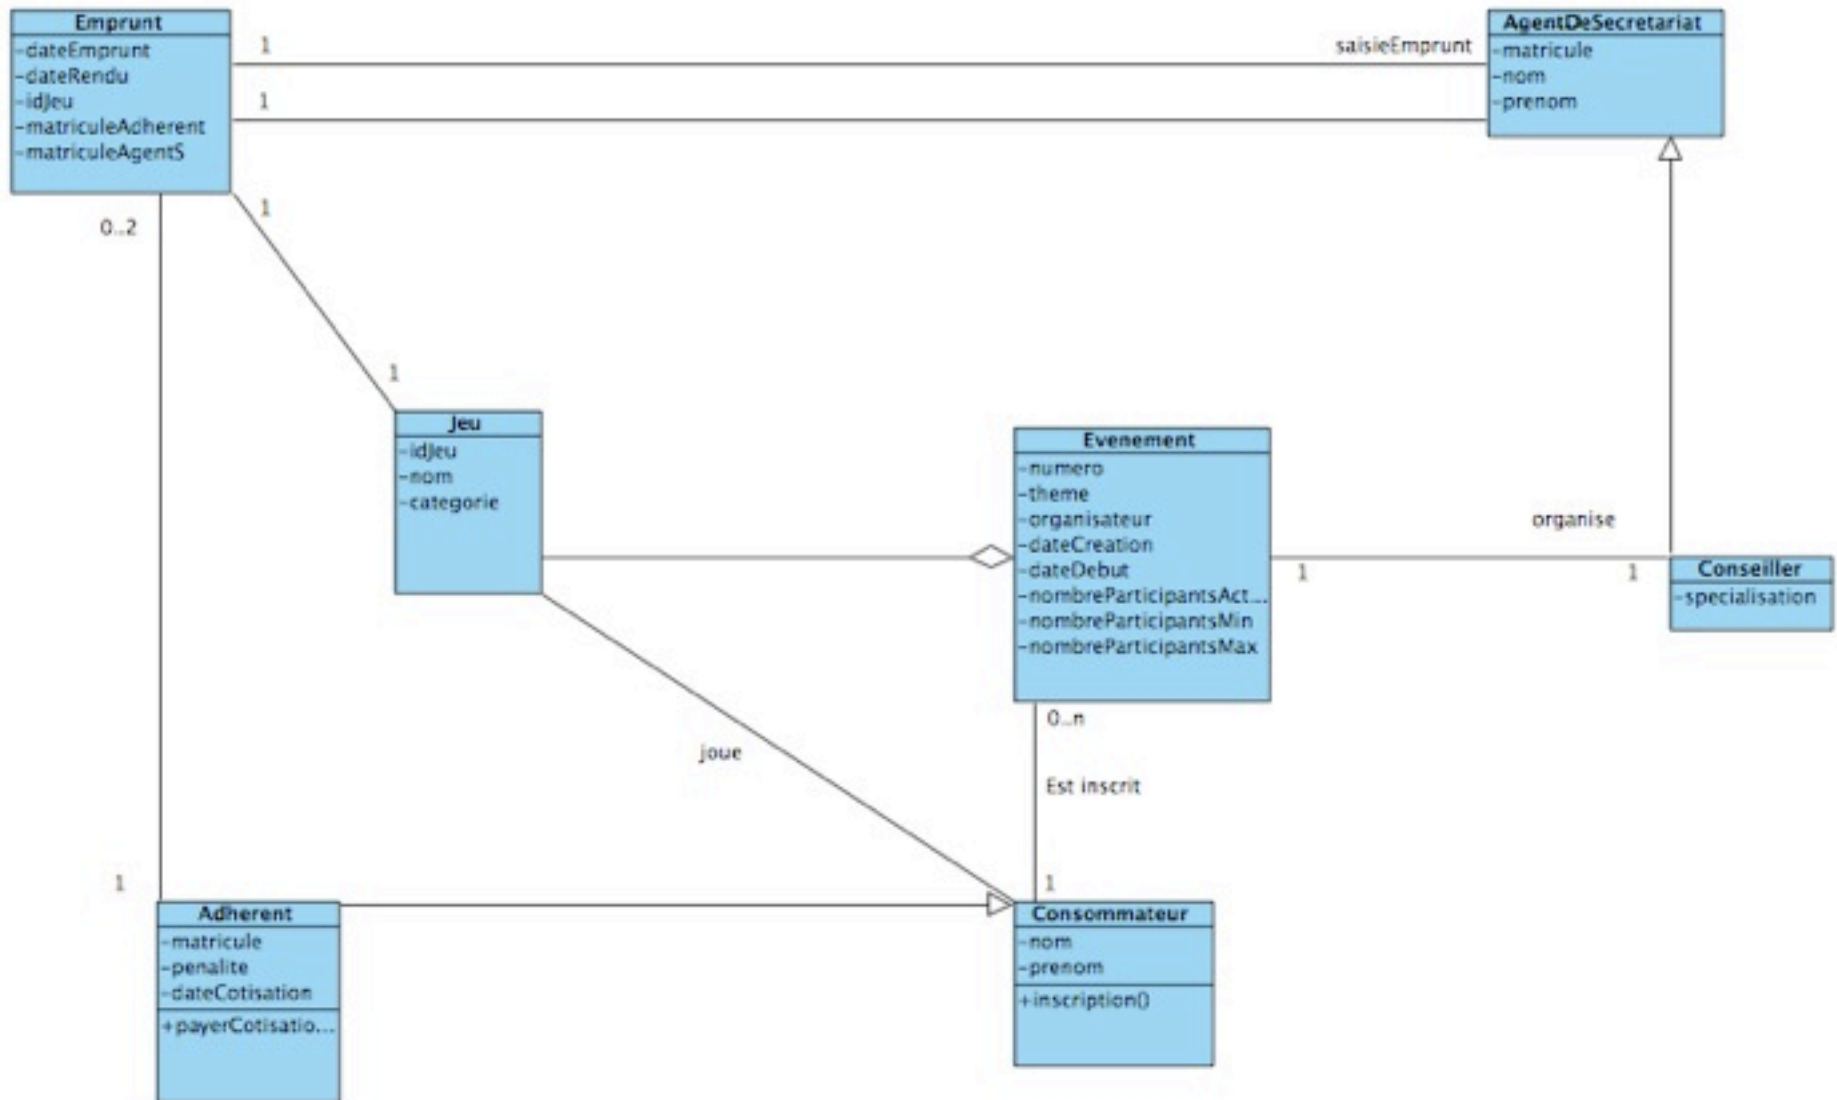 Emprunt
-dateEmprunt
-dateRendu
-idJeu
-matriculeAdherent
-matriculeAgentS
1
saisieEmprunt
1
AgentDeSecretariat
-matricule
-nom
-prenom
0..2
1
1
Jeu
-idJeu
-nom
-categorie
Evenement
-numero
-theme
-organisateur
-dateCreation
-dateDebut
-nombreParticipantsAct...
-nombreParticipantsMin
-nombreParticipantsMax
organise
1
1
Conseiller
-specialisation
0..n
joue
Est inscrit
1
1
Adherent
-matricule
-penalite
-dateCotisation
+payerCotisatio...
Consommateur
-nom
-prenom
+inscription()